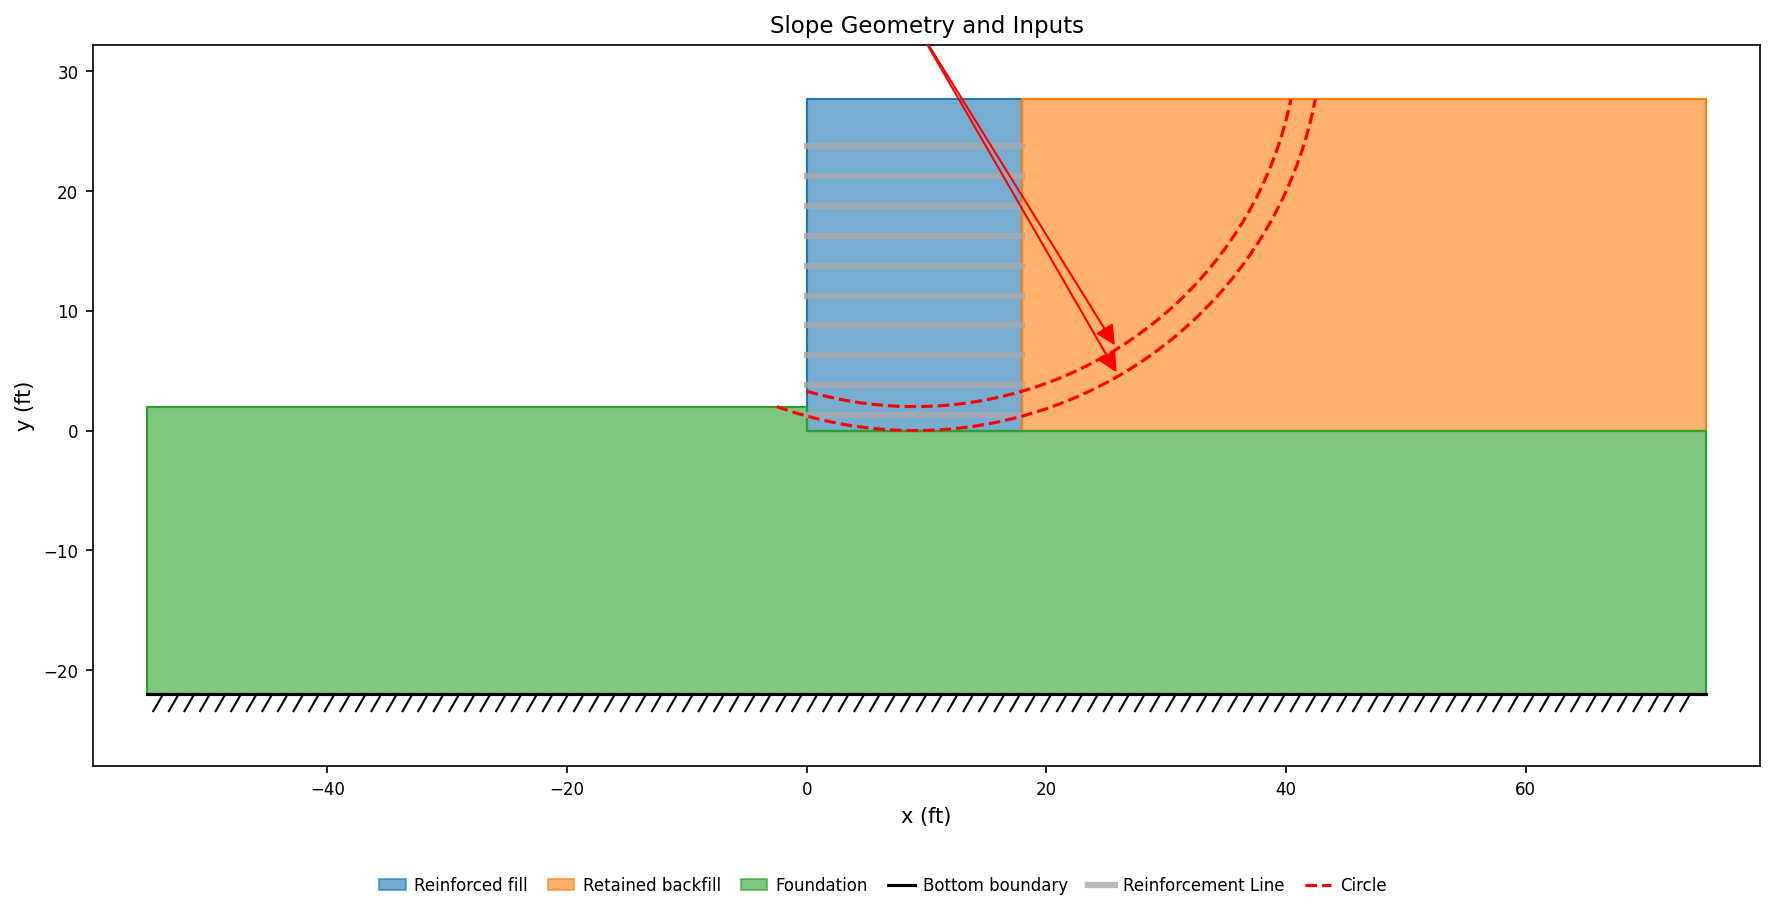 Slope Geometry and Inputs
y (ft)
30
20
10
0
−10
−20
−40
−20
0
20
40
60
x (ft)
Reinforced fill
Retained backfill
Foundation
Bottom boundary
Reinforcement Line
Circle